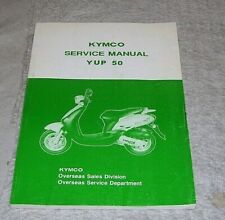 KYMCO
SERVICE MANUAL
YUP 50
KYMCO
Overseas Sales Division
Overseas Service Department